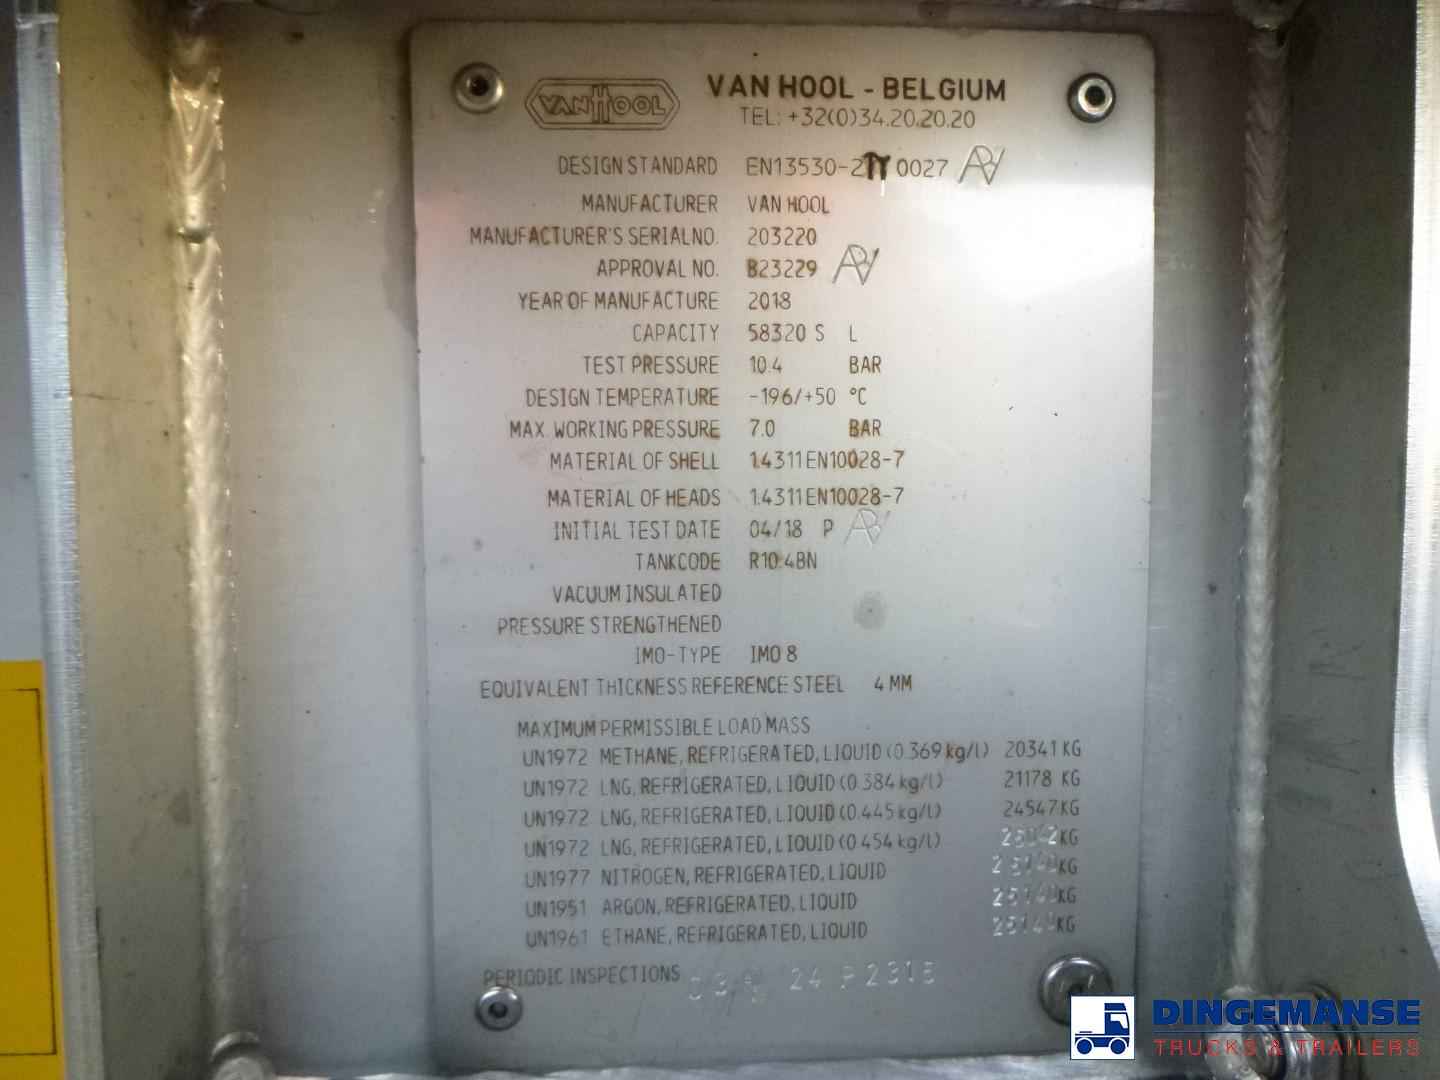 VAN HOOL
VAN HOOL - BELGIUM
TEL: +32(0)34.20.20.20
DESIGN STANDARD EN13530-2 0027
MANUFACTURER VAN HOOL
MANUFACTURER'S SERIAL NO. 203220
APPROVAL NO. B23229
YEAR OF MANUFACTURE 2018
CAPACITY 58320 S L
TEST PRESSURE 10.4 BAR
DESIGN TEMPERATURE -196/+50 °C
MAX. WORKING PRESSURE 7.0 BAR
MATERIAL OF SHELL 1.4311 EN10028-7
MATERIAL OF HEADS 1.4311 EN10028-7
INITIAL TEST DATE 04/18 P
TANKCODE R10.4BN
VACUUM INSULATED
PRESSURE STRENGTHENED
IMO-TYPE IMO 8
EQUIVALENT THICKNESS REFERENCE STEEL 4 MM
MAXIMUM PERMISSIBLE LOAD MASS
UN1972 METHANE, REFRIGERATED, LIQUID (0.369 kg/l) 20341 KG
UN1972 LNG, REFRIGERATED, LIQUID (0.384 kg/l) 21178 KG
UN1972 LNG, REFRIGERATED, LIQUID (0.445 kg/l) 24547 KG
UN1972 LNG, REFRIGERATED, LIQUID (0.454 kg/l) KG
UN1977 NITROGEN, REFRIGERATED, LIQUID KG
UN1951 ARGON, REFRIGERATED, LIQUID KG
UN1961 ETHANE, REFRIGERATED, LIQUID KG
PERIODIC INSPECTIONS 24 P
DINGEMANSE
TRUCKS & TRAILERS